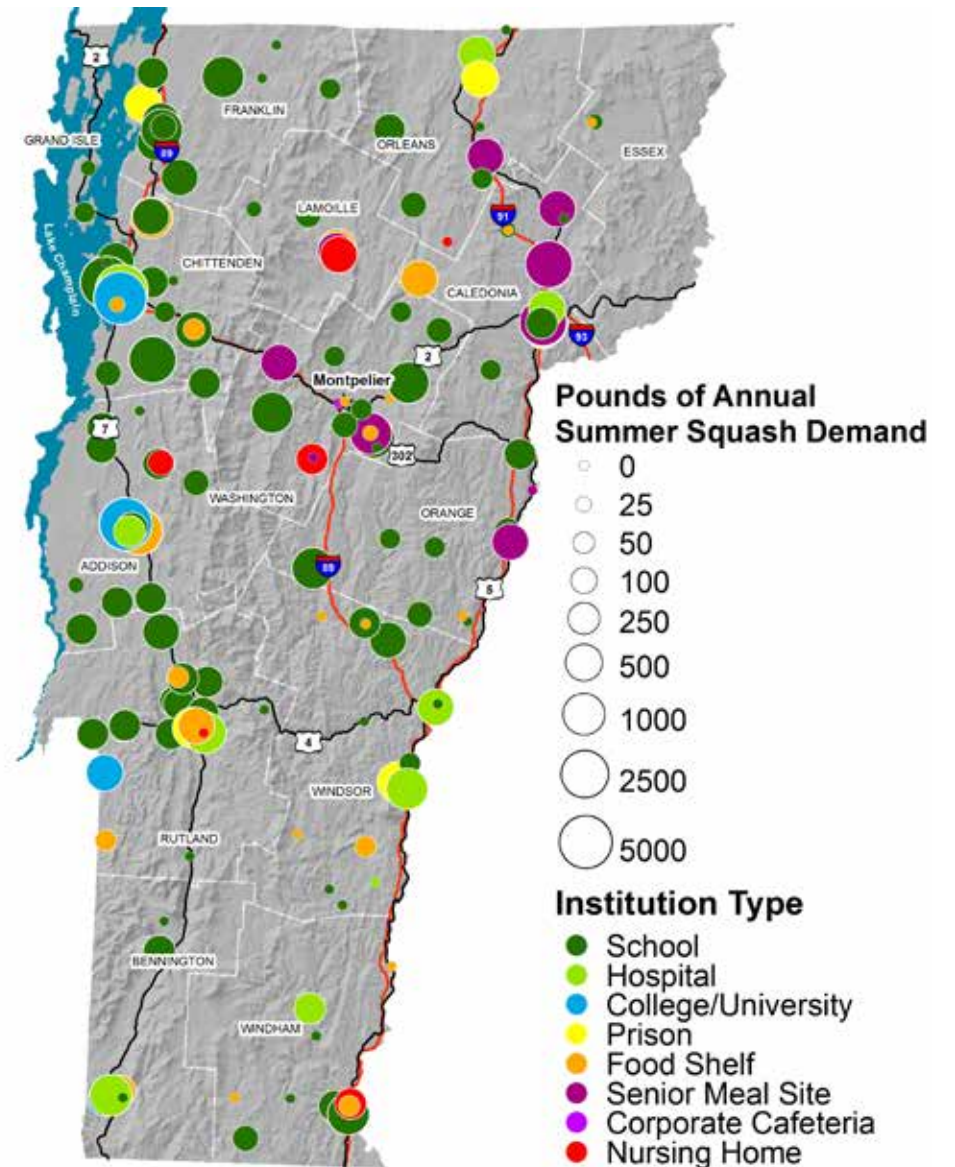 2
FRANKLIN
GRAND ISLE
89
ORLEANS
ESSEX
LAMOILLE
91
Lake Champlain
CHITTENDEN
CALEDONIA
93
2
Montpelier
7
302
WASHINGTON
ORANGE
ADDISON
89
5
4
WINDSOR
RUTLAND
BENNINGTON
WINDHAM
Pounds of Annual
Summer Squash Demand
0
25
50
100
250
500
1000
2500
5000
Institution Type
School
Hospital
College/University
Prison
Food Shelf
Senior Meal Site
Corporate Cafeteria
Nursing Home